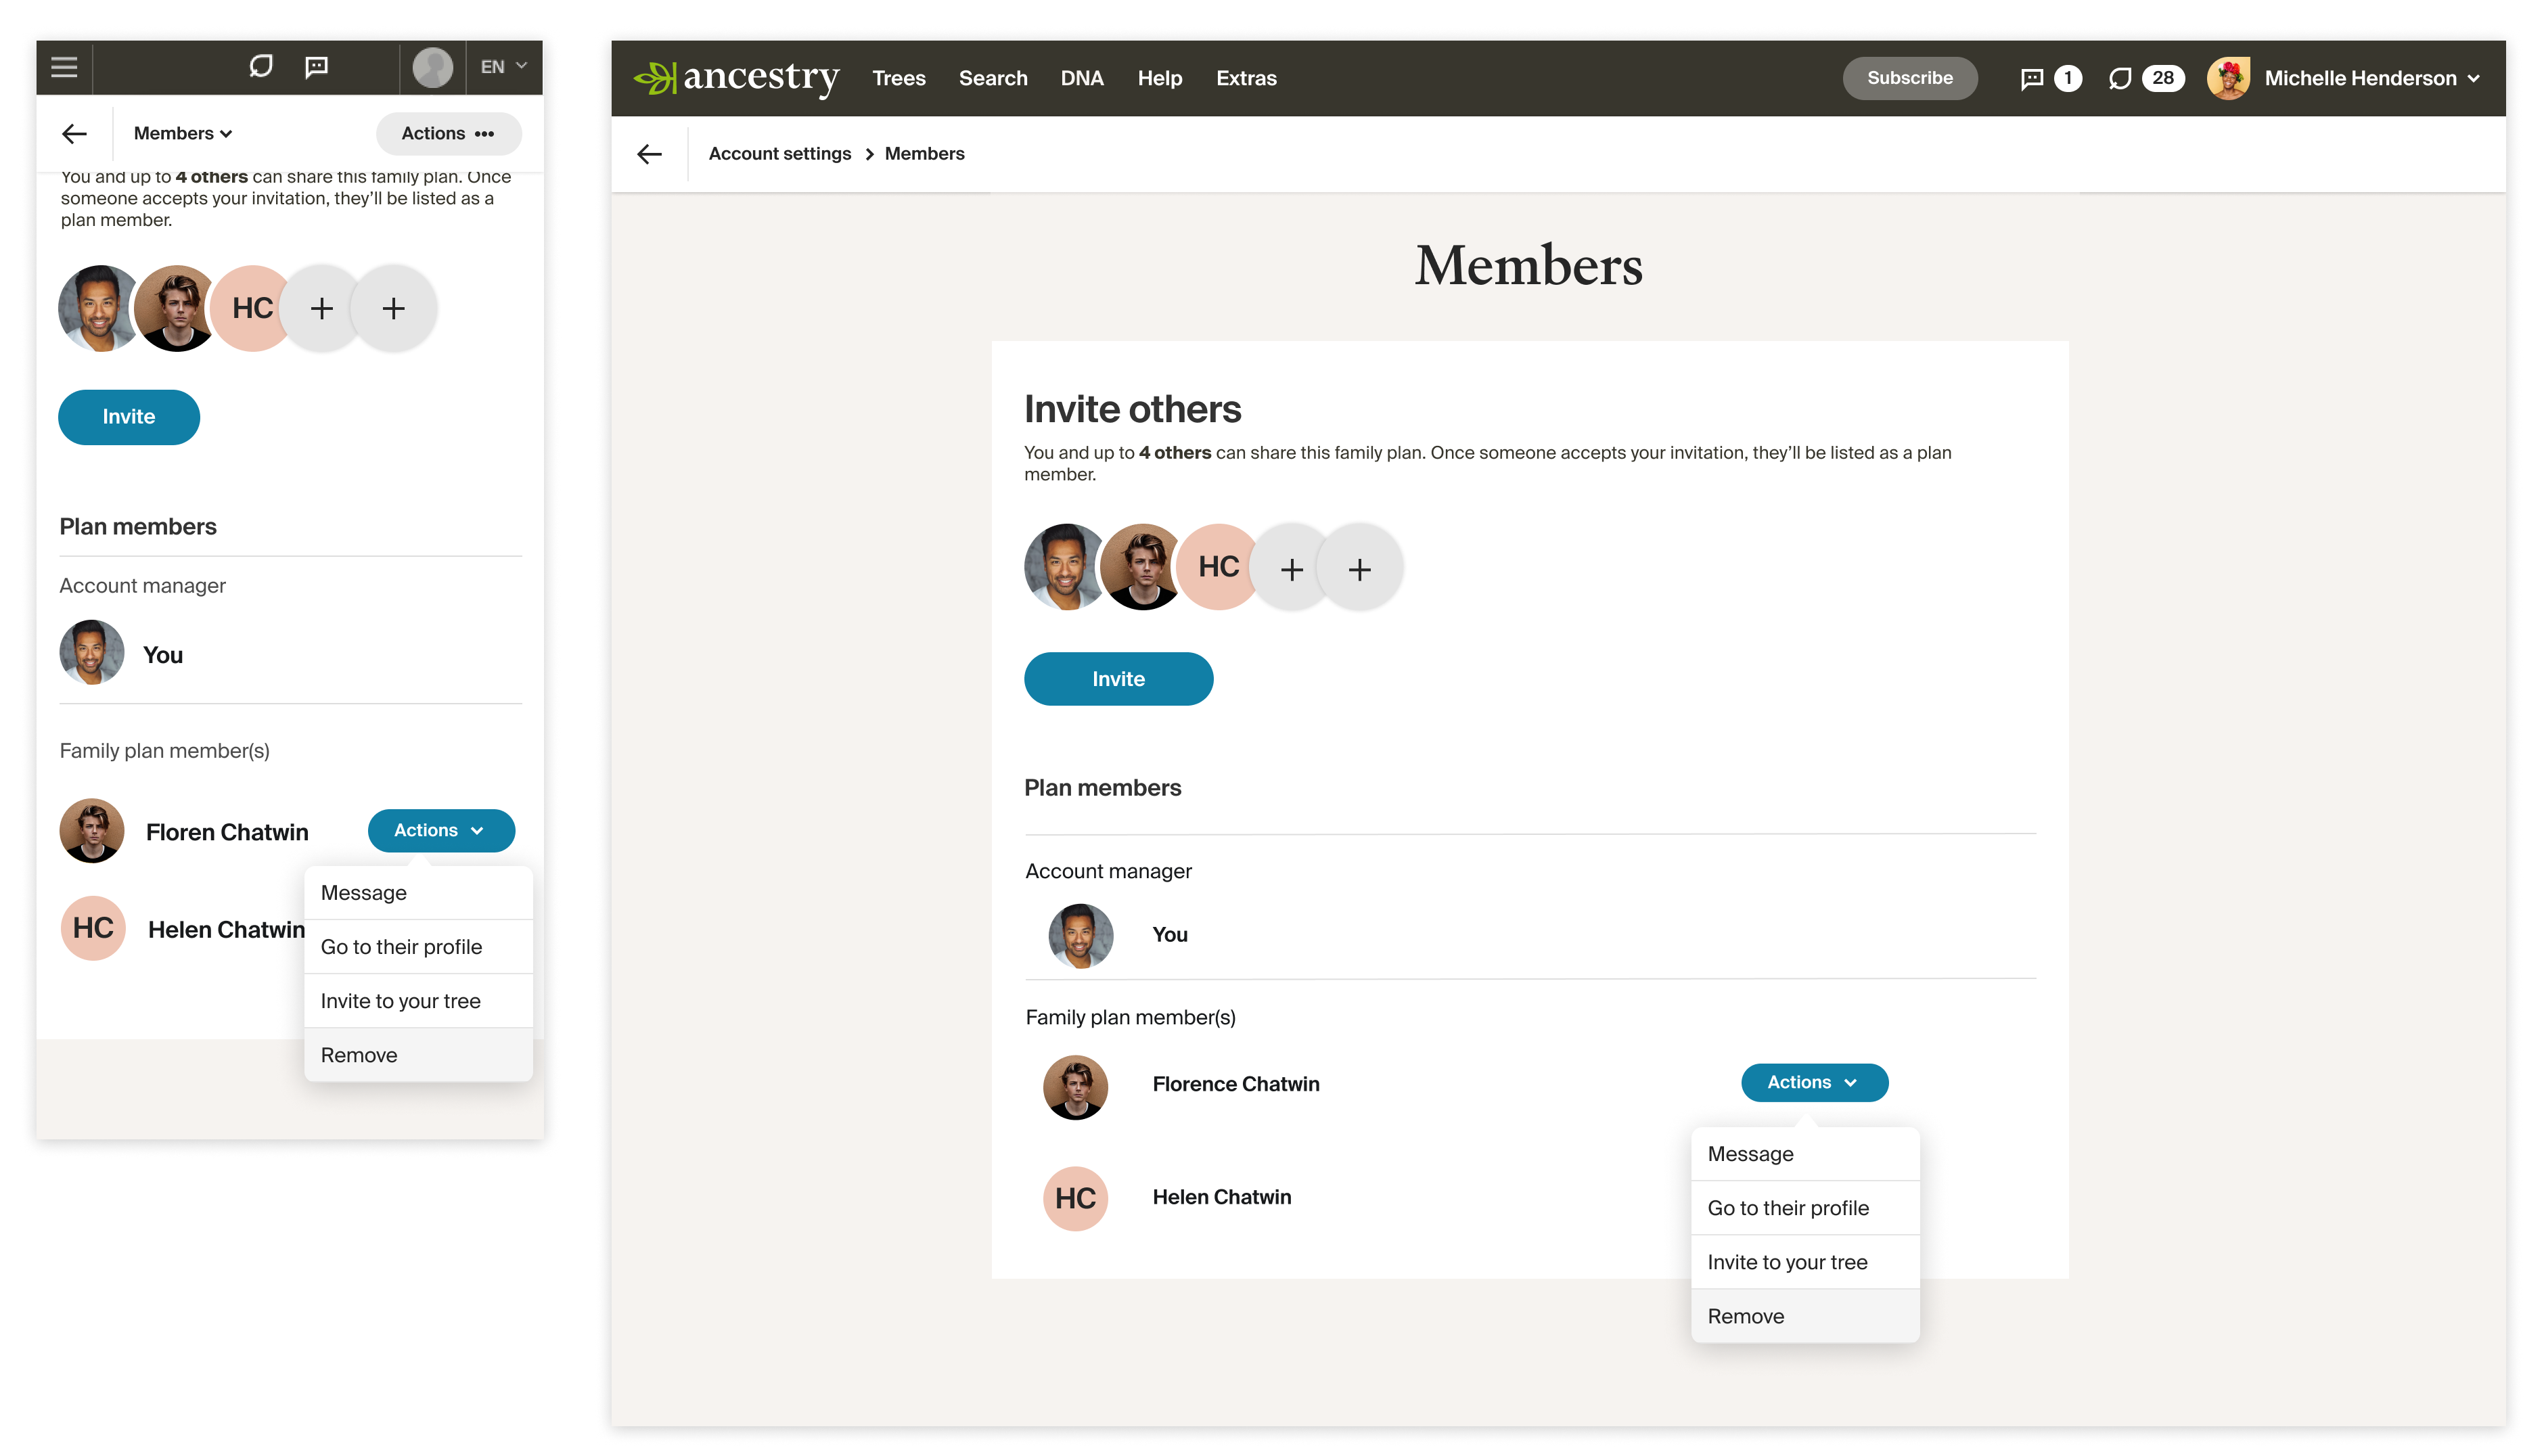 EN
Members
Actions
You and up to 4 others can share this family plan. Once
someone accepts your invitation, they’ll be listed as a
plan member.
HC
Invite
Plan members
Account manager
You
Family plan member(s)
Floren Chatwin
Actions
Message
HC
Helen Chatwin
Go to their profile
Invite to your tree
Remove
ancestry
Trees
Search
DNA
Help
Extras
Subscribe
1
28
Michelle Henderson
Account settings
Members
Members
Invite others
You and up to 4 others can share this family plan. Once someone accepts your invitation, they’ll be listed as a plan
member.
HC
Invite
Plan members
Account manager
You
Family plan member(s)
Florence Chatwin
Actions
Message
HC
Helen Chatwin
Go to their profile
Invite to your tree
Remove